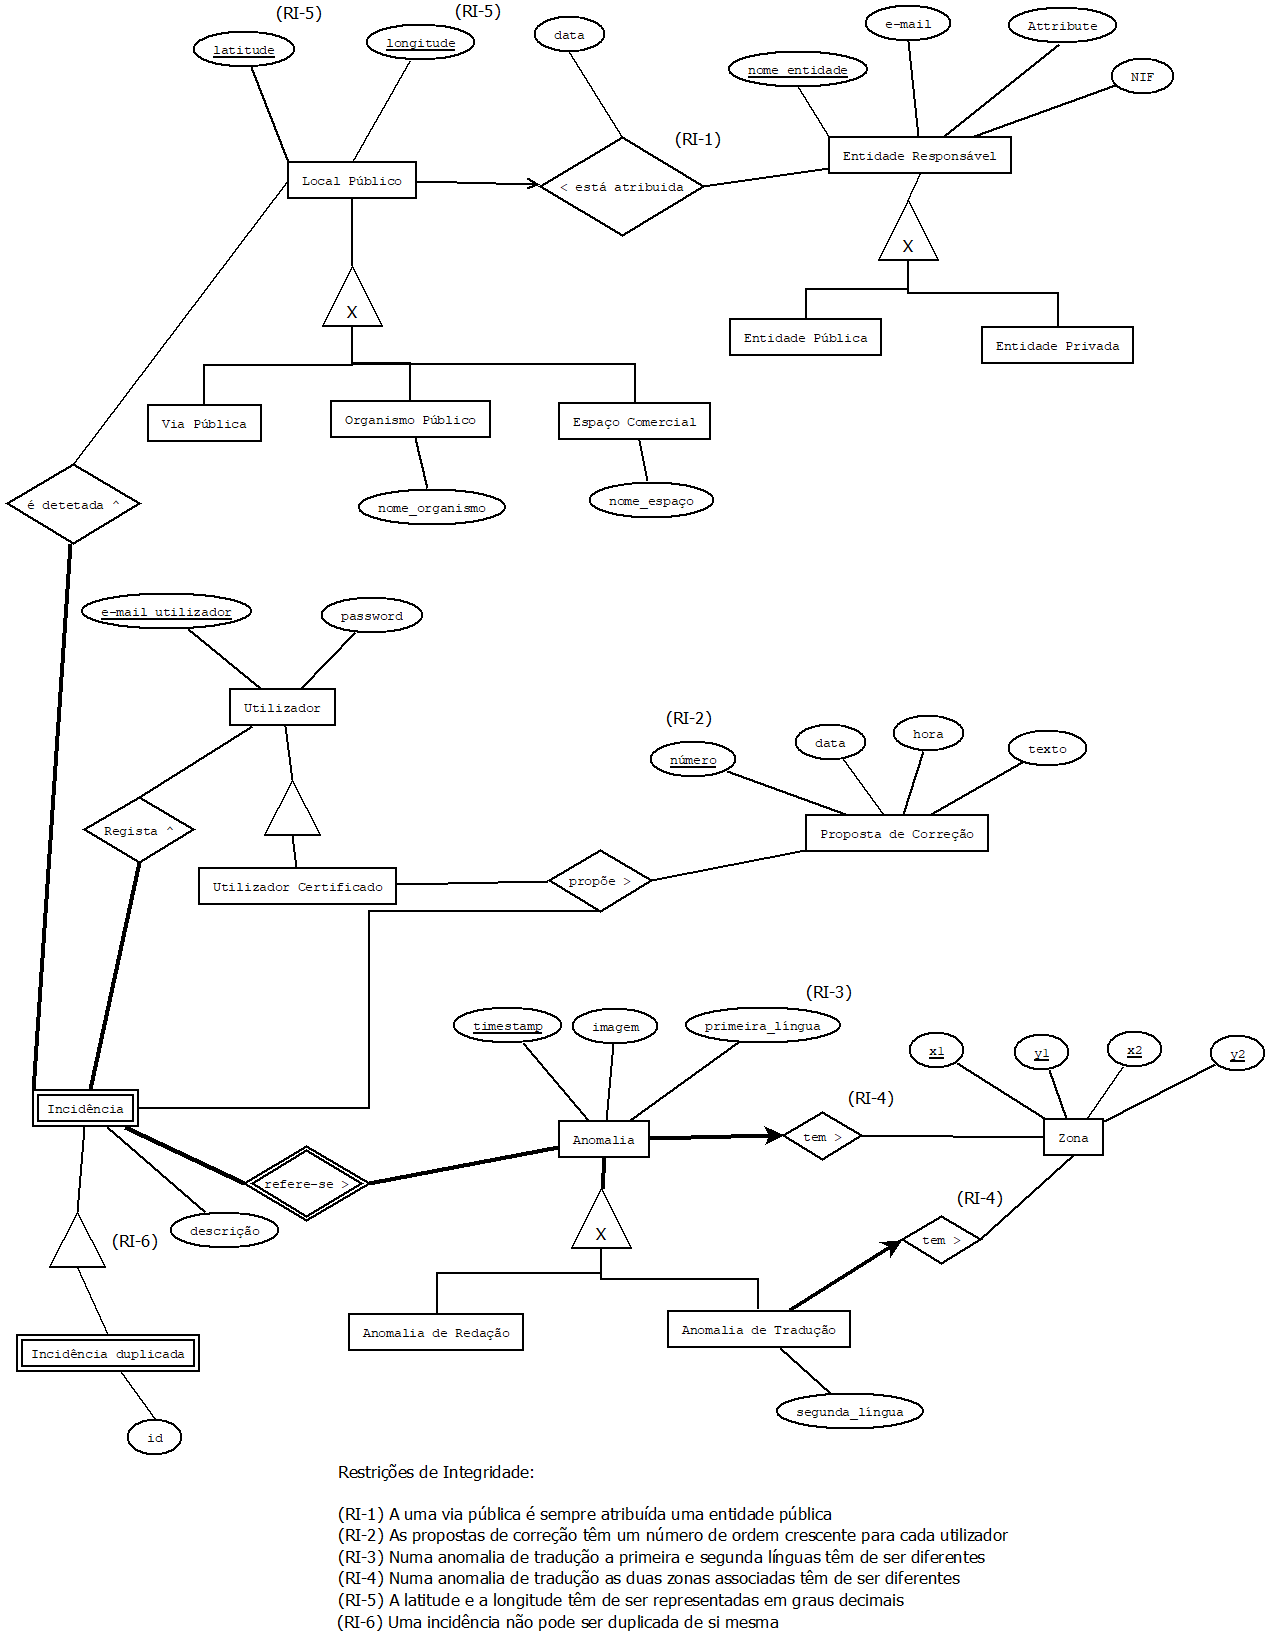 (RI-5)
(RI-5)
latitude
longitude
data
nome entidade
e-mail
Attribute
NIF
(RI-1)
Local Público
< está atribuida
Entidade Responsável
X
X
Entidade Pública
Entidade Privada
Via Pública
Organismo Público
Espaço Comercial
nome_organismo
nome_espaço
é detetada ^
e-mail utilizador
password
Utilizador
(RI-2)
número
data
hora
texto
Regista ^
Proposta de Correção
Utilizador Certificado
propõe >
(RI-3)
timestamp
imagem
primeira_língua
x1
y1
x2
y2
(RI-4)
Incidência
Anomalia
tem >
Zona
refere-se >
(RI-4)
descrição
(RI-6)
X
tem >
Anomalia de Redação
Anomalia de Tradução
Incidência duplicada
segunda_língua
id
Restrições de Integridade:
(RI-1) A uma via pública é sempre atribuída uma entidade pública
(RI-2) As propostas de correção têm um número de ordem crescente para cada utilizador
(RI-3) Numa anomalia de tradução a primeira e segunda línguas têm de ser diferentes
(RI-4) Numa anomalia de tradução as duas zonas associadas têm de ser diferentes
(RI-5) A latitude e a longitude têm de ser representadas em graus decimais
(RI-6) Uma incidência não pode ser duplicada de si mesma